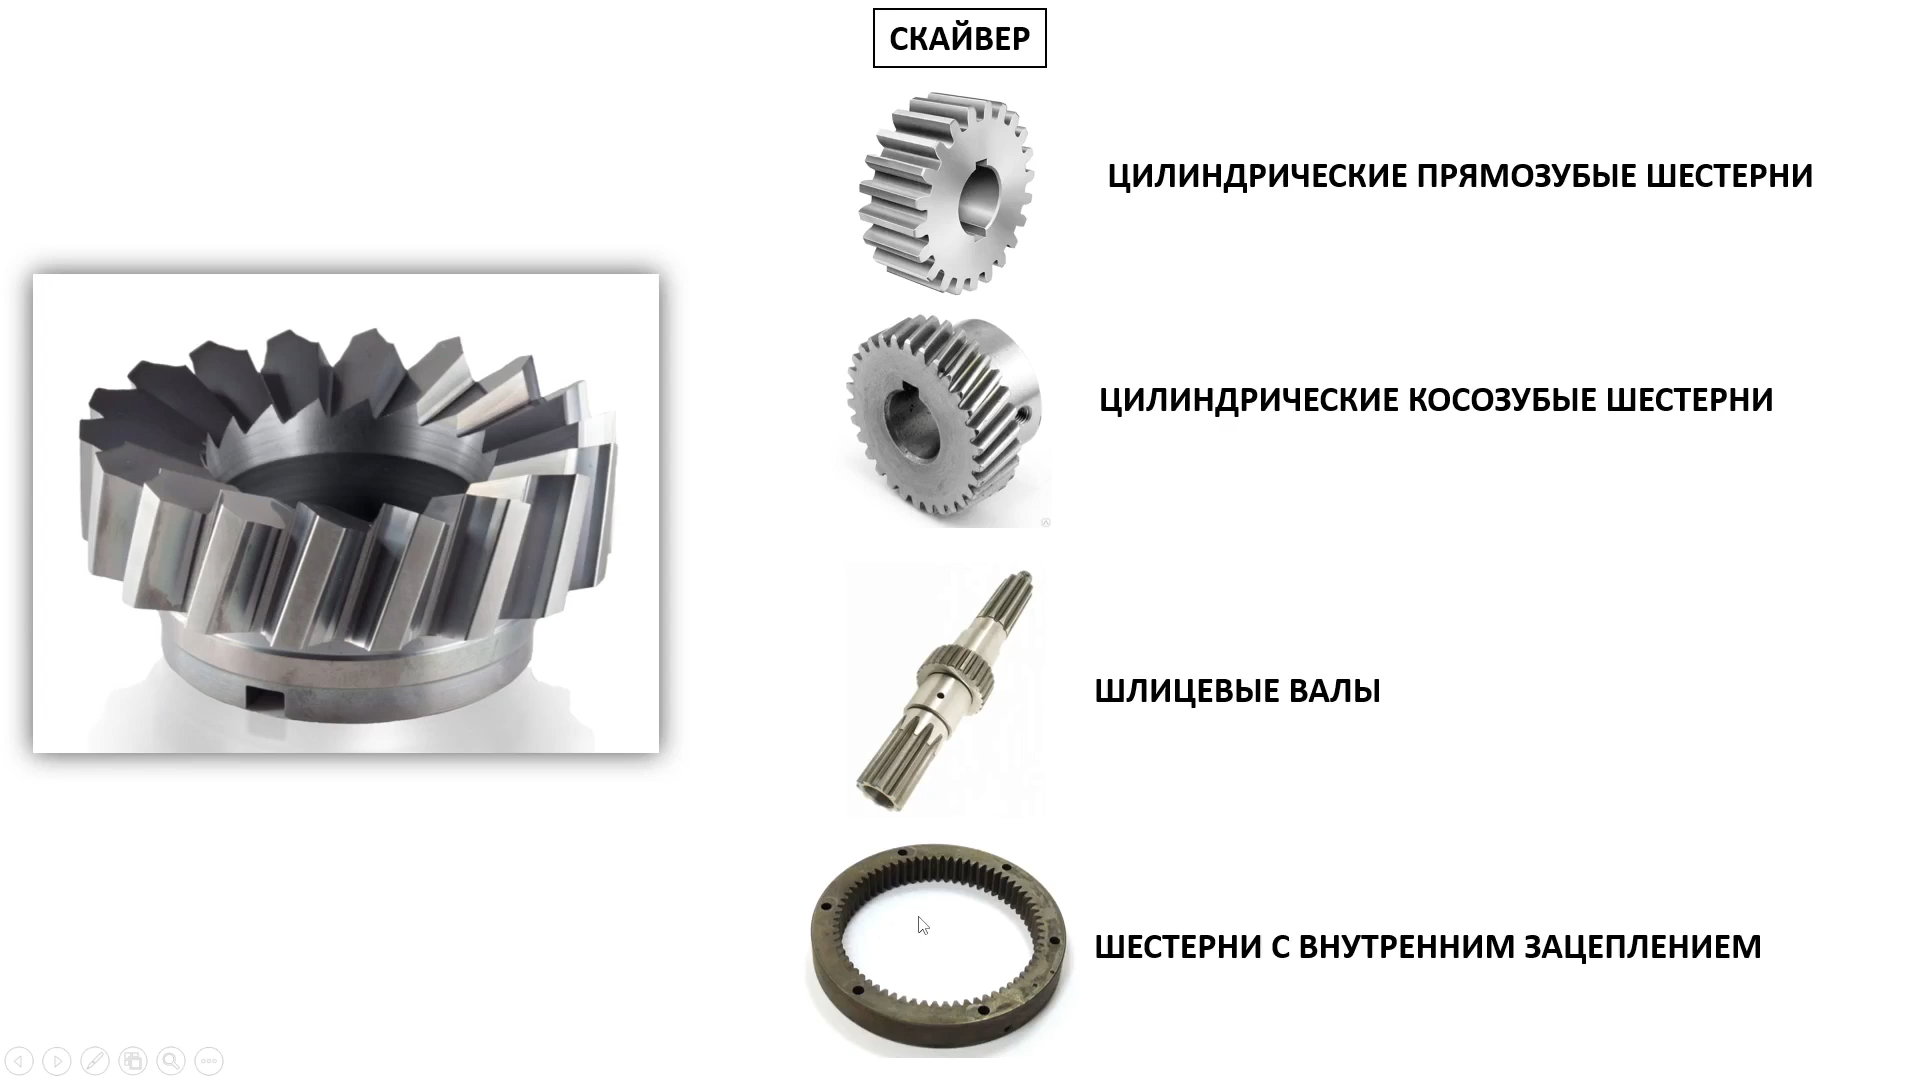 СКАЙВЕР
ЦИЛИНДРИЧЕСКИЕ ПРЯМОЗУБЫЕ ШЕСТЕРНИ
ЦИЛИНДРИЧЕСКИЕ КОСОЗУБЫЕ ШЕСТЕРНИ
ШЛИЦЕВЫЕ ВАЛЫ
ШЕСТЕРНИ С ВНУТРЕННИМ ЗАЦЕПЛЕНИЕМ